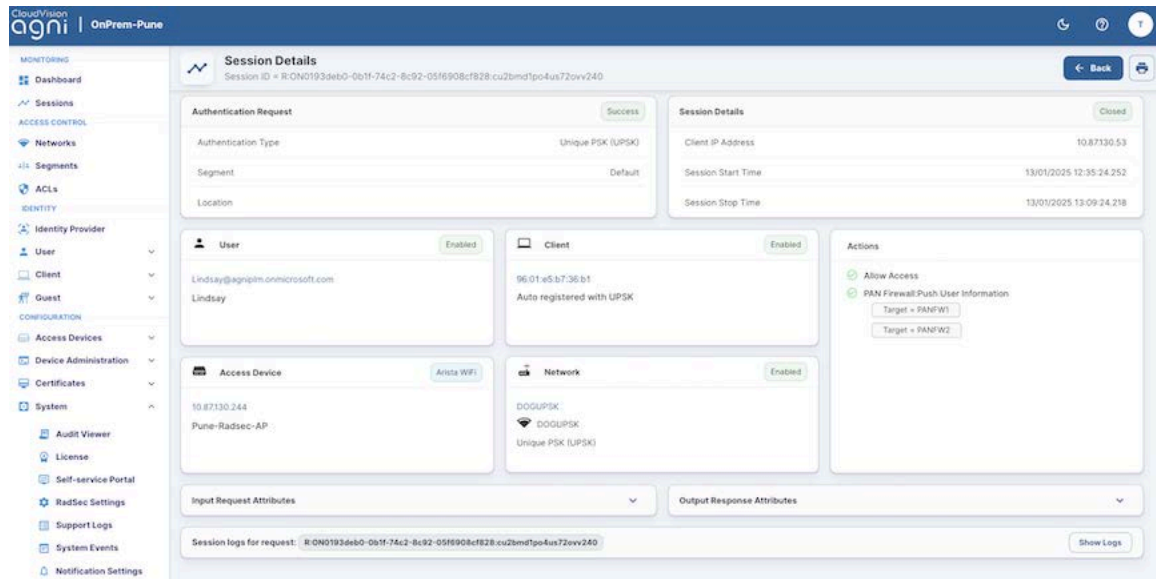 CloudVision
agni | OnPrem-Pune
T
MONITORING
Dashboard
Sessions
ACCESS CONTROL
Networks
Segments
ACLs
IDENTITY
Identity Provider
User
Client
Guest
CONFIGURATION
Access Devices
Device Administration
Certificates
System
Audit Viewer
License
Self-service Portal
RadSec Settings
Support Logs
System Events
Notification Settings
Session Details
Session ID = R:ON0193deb0-0b1f-74c2-8c92-05f6908cf828:cu2bmd1po4us72ovv240
Back
Authentication Request Success
Authentication Type Unique PSK (UPSK)
Segment Default
Location
Session Details Closed
Client IP Address 10.87.130.53
Session Start Time 13/01/2025 12:35:24.252
Session Stop Time 13/01/2025 13:09:24.218
User Enabled
Lindsay@agniplm.onmicrosoft.com
Lindsay
Client Enabled
96:01:e5:b7:36:b1
Auto registered with UPSK
Actions
Allow Access
PAN Firewall:Push User Information
Target = PANFW1
Target = PANFW2
Access Device Arista WiFi
10.87.130.244
Pune-Radsec-AP
Network Enabled
DOGUPSK
DOGUPSK
Unique PSK (UPSK)
Input Request Attributes
Output Response Attributes
Session logs for request: R:ON0193deb0-0b1f-74c2-8c92-05f6908cf828:cu2bmd1po4us72ovv240
Show Logs